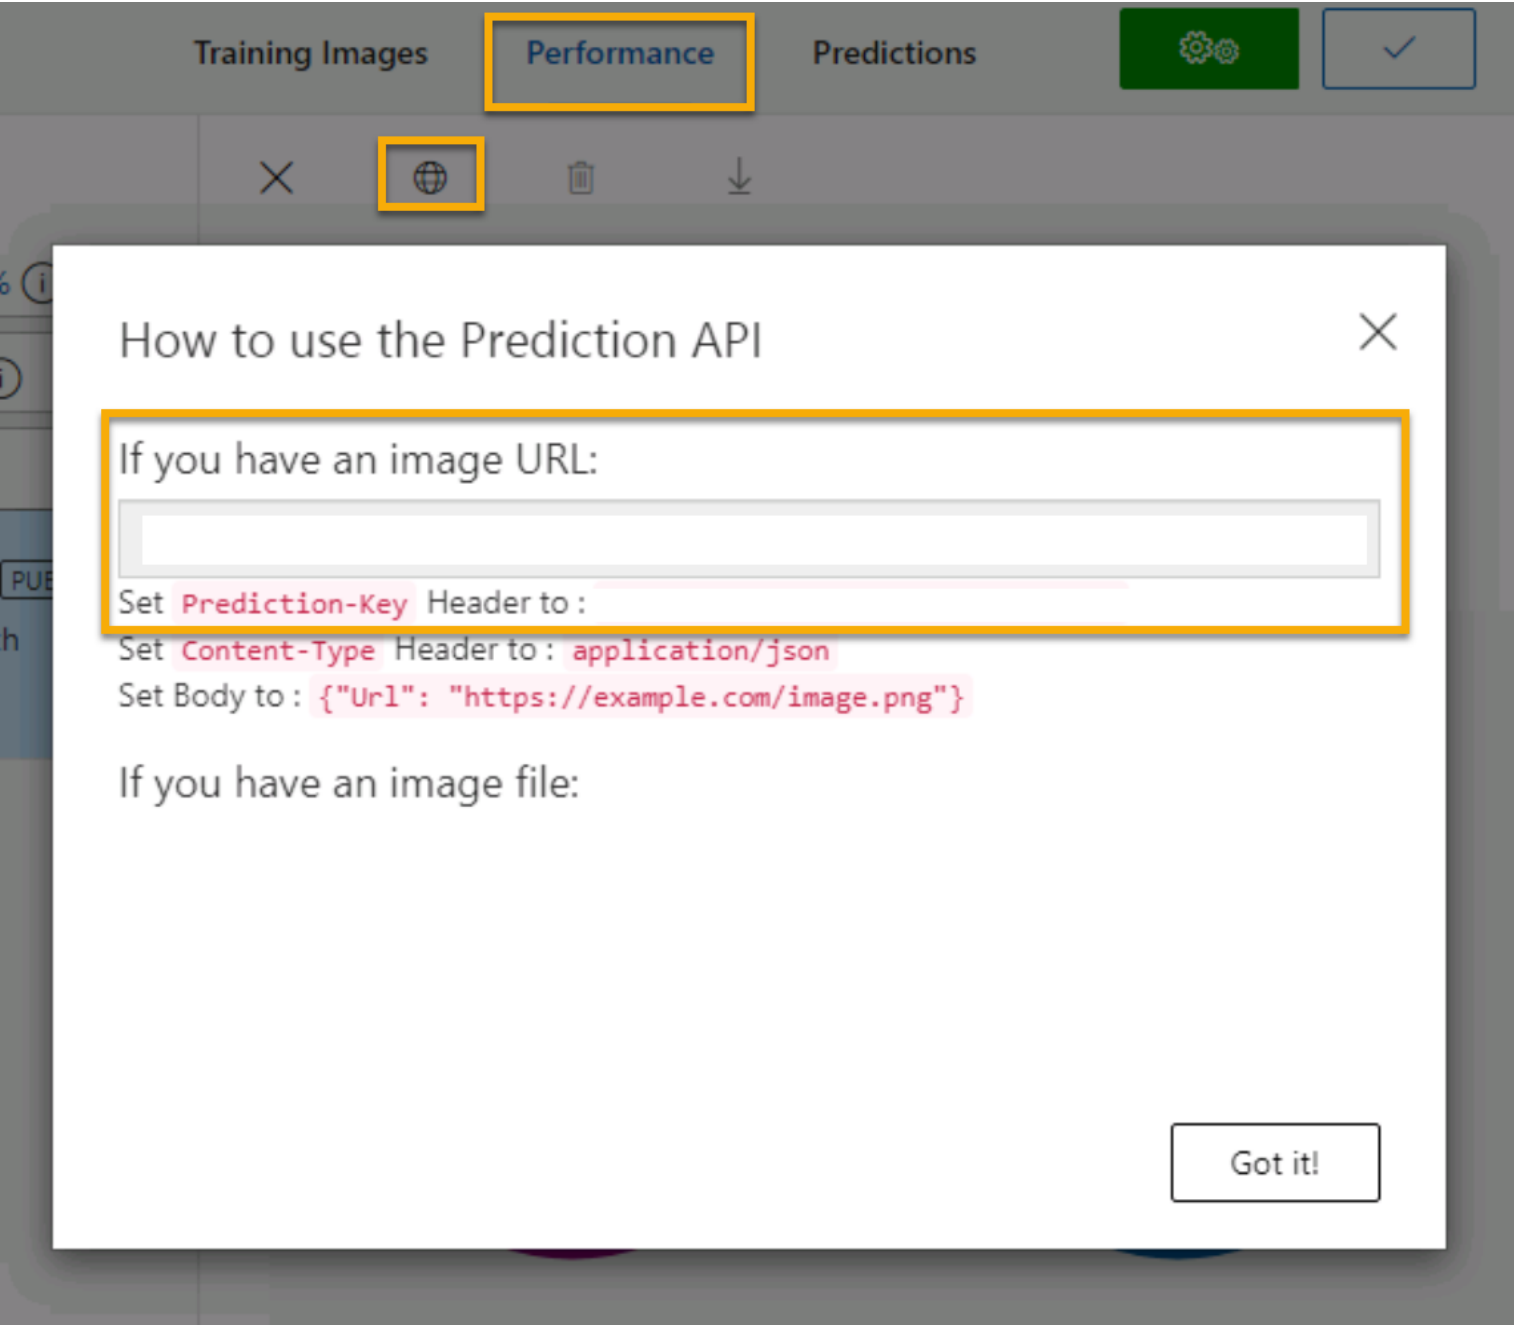 Training Images Performance Predictions
%
How to use the Prediction API
If you have an image URL:
Set Prediction-Key Header to :
Set Content-Type Header to : application/json
Set Body to : {"Url": "https://example.com/image.png"}
If you have an image file:
Got it!